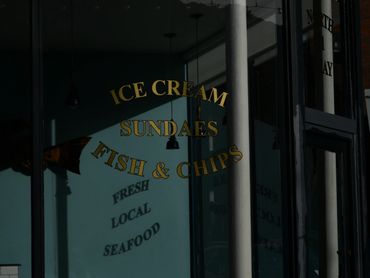 ICE CREAM
SUNDAES
FISH & CHIPS
FRESH
LOCAL
SEAFOOD